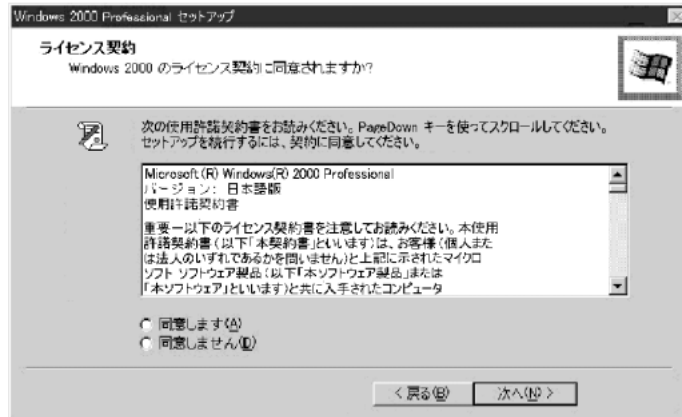 Windows 2000 Professional セットアップ
ライセンス契約
Windows 2000 のライセンス契約に同意されますか?
次の使用許諾契約書をお読みください。PageDown キーを使ってスクロールしてください。
セットアップを続行するには、契約に同意してください。
Microsoft (R) Windows(R) 2000 Professional
バージョン: 日本語版
使用許諾契約書
重要－以下のライセンス契約書を注意してお読みください。本使用
許諾契約書(以下「本契約書」といいます)は、お客様(個人また
は法人のいずれであるかを問いません)と上記に示されたマイクロ
ソフト ソフトウェア製品(以下「本ソフトウェア製品」または
「本ソフトウェア」といいます)と共に入手されたコンピュータ
同意します(A)
同意しません(D)
< 戻る(B)
次へ(N) >